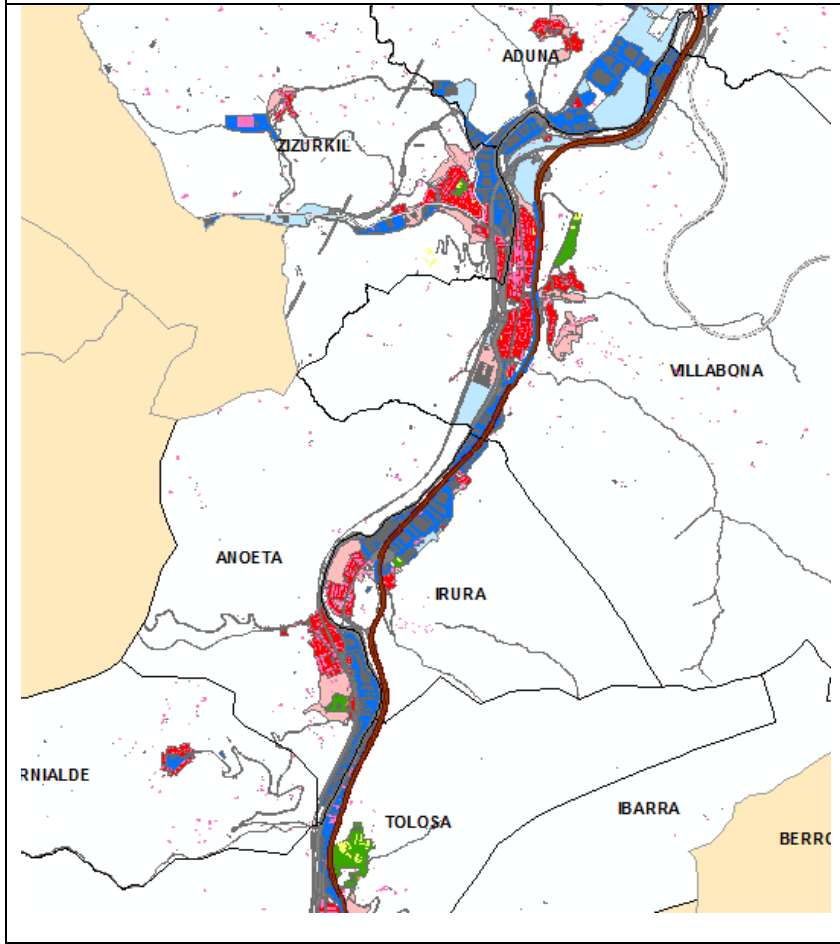 ADUNA
ZIZURKIL
VILLABONA
ANOETA
IRURA
RNIALDE
TOLOSA
IBARRA
BERRO